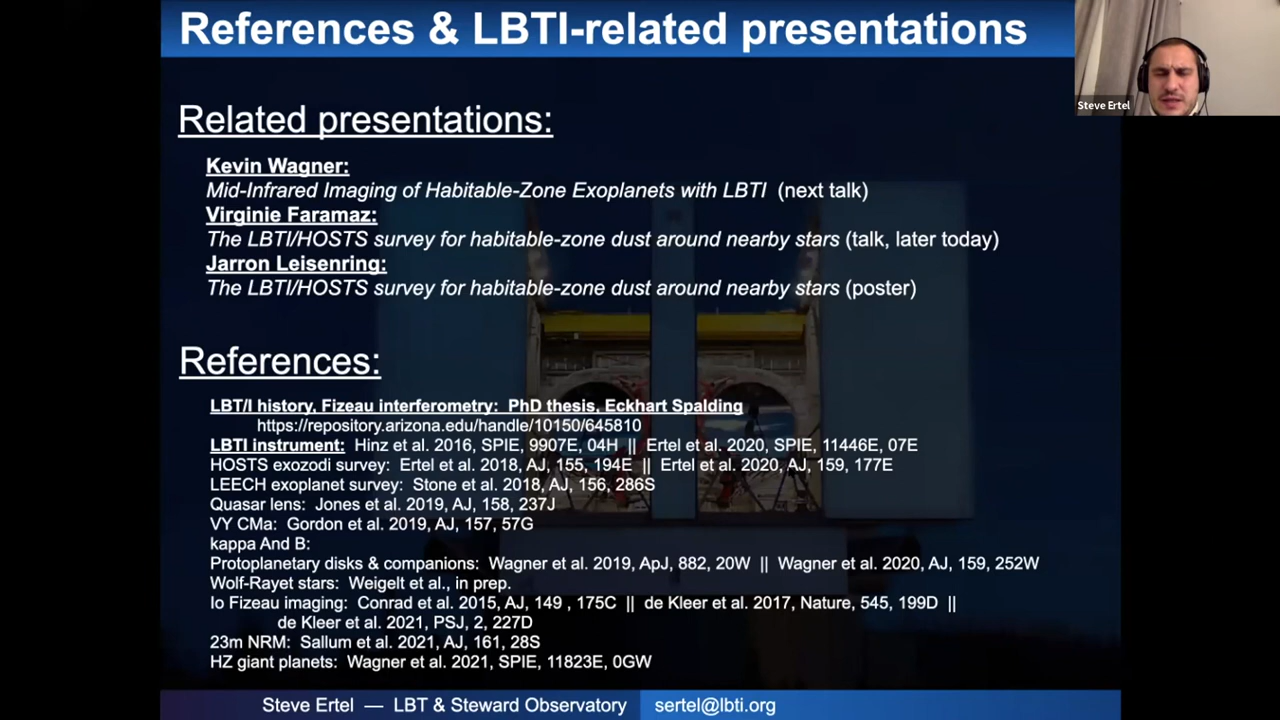 References & LBTI-related presentations
Steve Ertel
Related presentations:
Kevin Wagner:
Mid-Infrared Imaging of Habitable-Zone Exoplanets with LBTI (next talk)
Virginie Faramaz:
The LBTI/HOSTS survey for habitable-zone dust around nearby stars (talk, later today)
Jarron Leisenring:
The LBTI/HOSTS survey for habitable-zone dust around nearby stars (poster)
References:
LBT/I history, Fizeau interferometry: PhD thesis, Eckhart Spalding
https://repository.arizona.edu/handle/10150/645810
LBTI instrument: Hinz et al. 2016, SPIE, 9907E, 04H || Ertel et al. 2020, SPIE, 11446E, 07E
HOSTS exozodi survey: Ertel et al. 2018, AJ, 155, 194E || Ertel et al. 2020, AJ, 159, 177E
LEECH exoplanet survey: Stone et al. 2018, AJ, 156, 286S
Quasar lens: Jones et al. 2019, AJ, 158, 237J
VY CMa: Gordon et al. 2019, AJ, 157, 57G
kappa And B:
Protoplanetary disks & companions: Wagner et al. 2019, ApJ, 882, 20W || Wagner et al. 2020, AJ, 159, 252W
Wolf-Rayet stars: Weigelt et al., in prep.
Io Fizeau imaging: Conrad et al. 2015, AJ, 149 , 175C || de Kleer et al. 2017, Nature, 545, 199D ||
de Kleer et al. 2021, PSJ, 2, 227D
23m NRM: Sallum et al. 2021, AJ, 161, 28S
HZ giant planets: Wagner et al. 2021, SPIE, 11823E, 0GW
Steve Ertel — LBT & Steward Observatory sertel@lbti.org